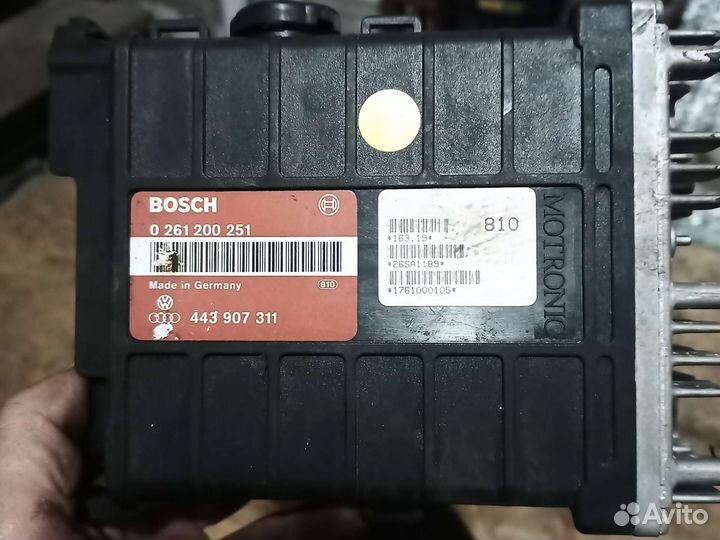 BOSCH
0 261 200 251
Made in Germany
810
443 907 311
810
*163.19*
*26SA1189*
*1761000105*
MOTRONIC
Avito